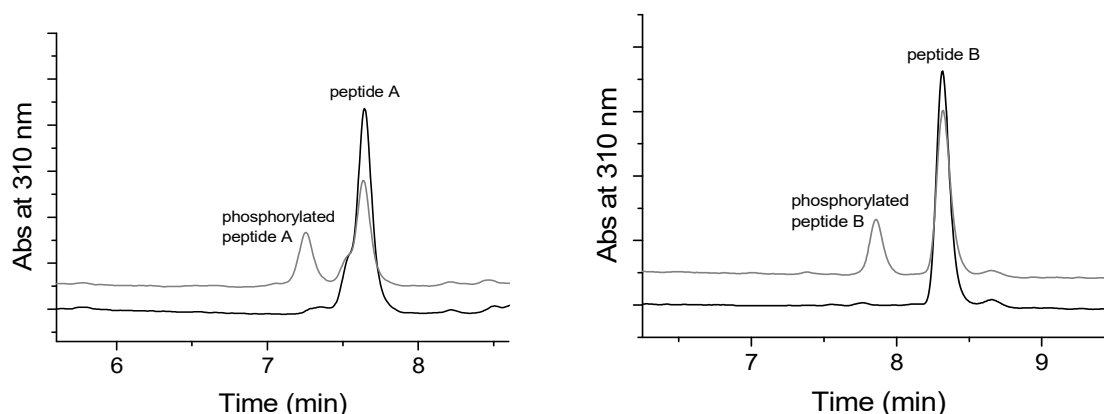 Abs at 310 nm
peptide A
phosphorylated
peptide A
6
7
8
Time (min)
Abs at 310 nm
peptide B
phosphorylated
peptide B
7
8
9
Time (min)